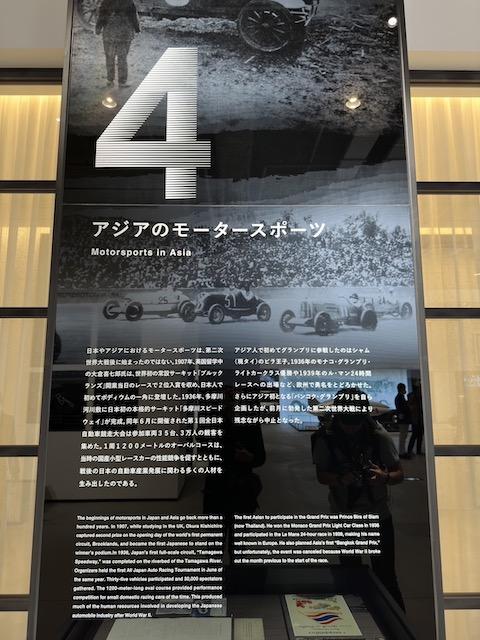 4
アジアのモータースポーツ
Motorsports in Asia
日本やアジアにおけるモータースポーツは、第二次
世界大戦後に始まったのではない。1907年、英国留学中
の大倉喜七郎氏は、世界初の常設サーキット「ブルック
ランズ」開業当日のレースで2位入賞を収め、日本人で
初めてポディウムの一角に登壇した。1936年、多摩川
河川敷に日本初の本格的サーキット「多摩川スピード
ウェイ」が完成。同年6月に開催された第1回全日本
自動車競走大会は参加車両35台、3万人の観客を
集めた。1周1200メートルのオーバルコースは、
当時の国産小型レースカーの性能競争を促すとともに、
戦後の日本の自動車産業発展に関わる多くの人材を
生み出したのである。
アジア人で初めてグランプリに参戦したのはシャム
(現タイ)のビラ王子。1936年のモナコ・グランプリ・
ライトカークラス優勝や1939年のル・マン24時間
レースへの出場など、欧州で勇名をとどろかせた。
さらにアジア初となる「バンコク・グランプリ」を自ら
企画したが、前月に勃発した第二次世界大戦により
残念ながら中止となった。
The beginnings of motorsports in Japan and Asia go back more than a
hundred years. In 1907, while studying in the UK, Okura Kishichiro
captured second prize on the opening day of the world's first permanent
circuit, Brooklands, and became the first Japanese to stand on the
winner's podium. In 1936, Japan's first full-scale circuit, "Tamagawa
Speedway," was completed on the riverbed of the Tamagawa River.
Organizers held the first All Japan Auto Racing Tournament in June of
the same year. Thirty-five vehicles participated and 30,000 spectators
gathered. The 1200-meter-long oval course provided performance
competition for small domestic racing cars of the time. This produced
much of the human resources involved in developing the Japanese
automobile industry after World War II.
The first Asian to participate in the Grand Prix was Prince Bira of Siam
(now Thailand). He won the Monaco Grand Prix Light Car Class in 1936
and participated in the Le Mans 24-hour race in 1939, making his name
well known in Europe. He also planned Asia's first "Bangkok Grand Prix,"
but unfortunately, the event was canceled because World War II broke
out the month previous to the start of the race.